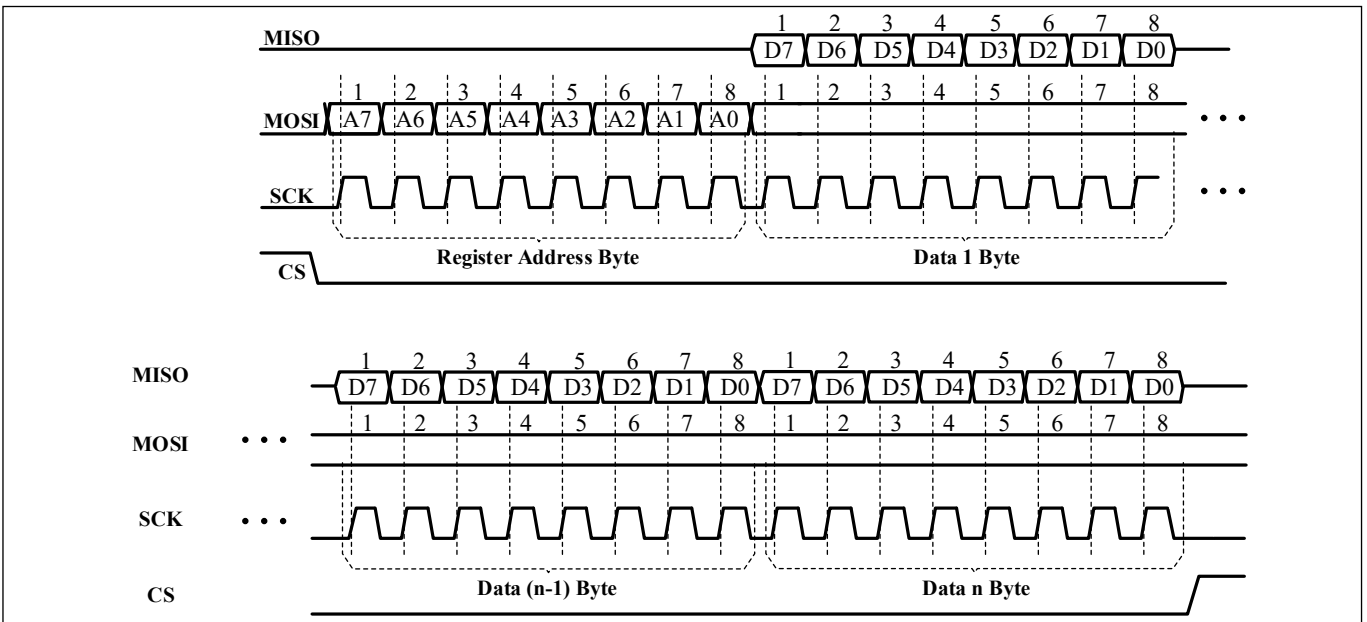 1 2 3 4 5 6 7 8
MISO D7 D6 D5 D4 D3 D2 D1 D0
1 2 3 4 5 6 7 8 1 2 3 4 5 6 7 8
MOSI A7 A6 A5 A4 A3 A2 A1 A0 • • •
SCK • • •
Register Address Byte Data 1 Byte
CS
1 2 3 4 5 6 7 8 1 2 3 4 5 6 7 8
MISO D7 D6 D5 D4 D3 D2 D1 D0 D7 D6 D5 D4 D3 D2 D1 D0
1 2 3 4 5 6 7 8 1 2 3 4 5 6 7 8
MOSI • • •
SCK • • •
Data (n-1) Byte Data n Byte
CS